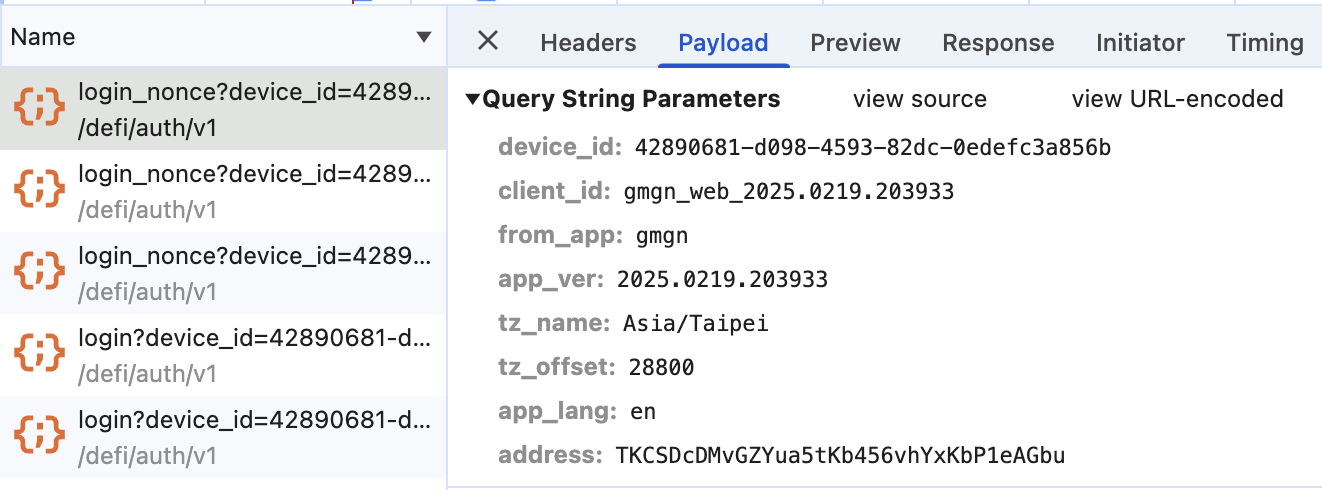 Name
login_nonce?device_id=4289...
/defi/auth/v1
login_nonce?device_id=4289...
/defi/auth/v1
login_nonce?device_id=4289...
/defi/auth/v1
login?device_id=42890681-d...
/defi/auth/v1
login?device_id=42890681-d...
/defi/auth/v1
Headers Payload Preview Response Initiator Timing
Query String Parameters view source view URL-encoded
device_id: 42890681-d098-4593-82dc-0edefc3a856b
client_id: gmgn_web_2025.0219.203933
from_app: gmgn
app_ver: 2025.0219.203933
tz_name: Asia/Taipei
tz_offset: 28800
app_lang: en
address: TKCSDcDMvGZYua5tKb456vhYxKbP1eAGbu